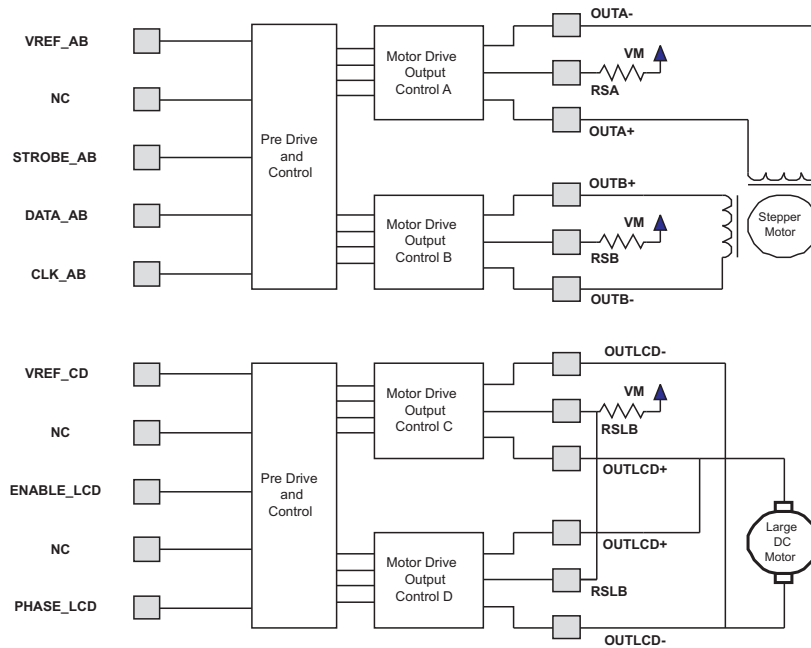 VREF_AB
NC
STROBE_AB
DATA_AB
CLK_AB
Pre Drive
and
Control
Motor Drive
Output
Control A
OUTA-
VM
RSA
OUTA+
Motor Drive
Output
Control B
OUTB+
VM
RSB
OUTB-
Stepper
Motor
VREF_CD
NC
ENABLE_LCD
NC
PHASE_LCD
Pre Drive
and
Control
Motor Drive
Output
Control C
OUTLCD-
VM
RSLB
OUTLCD+
Motor Drive
Output
Control D
OUTLCD+
RSLB
OUTLCD-
Large
DC
Motor